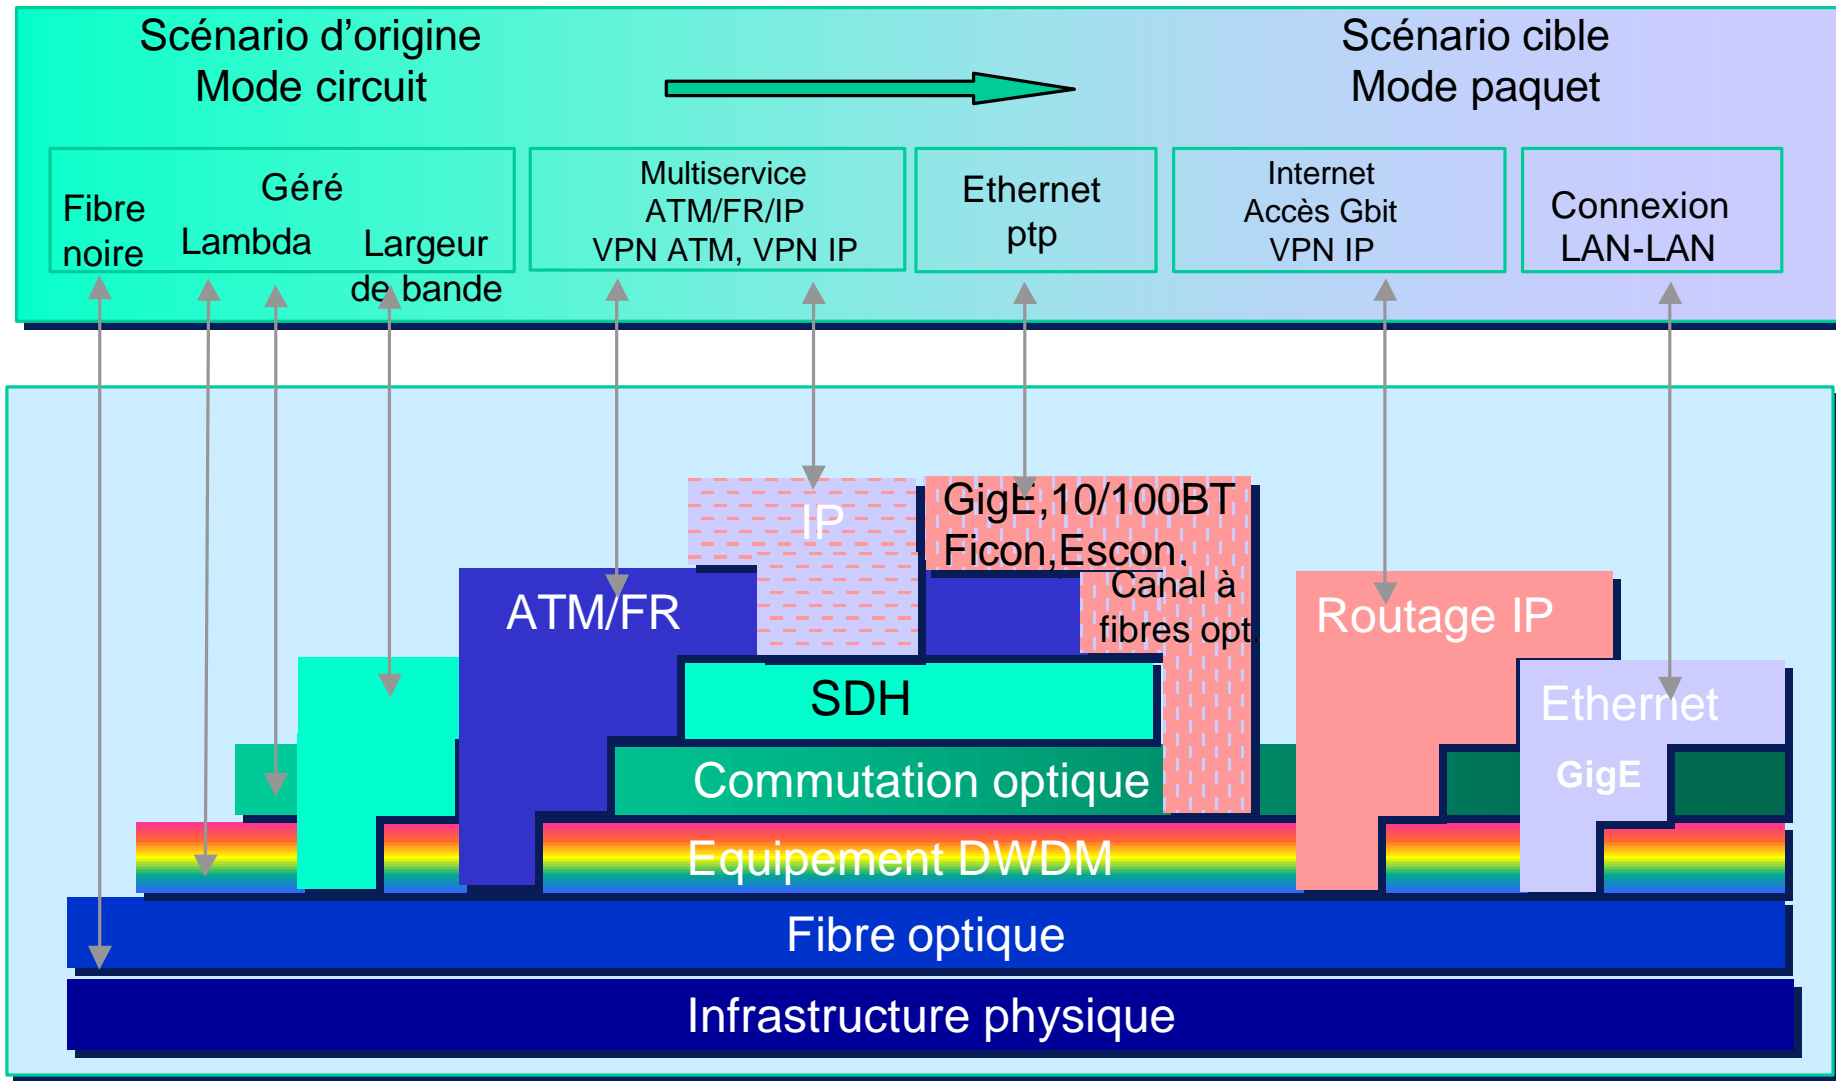 Scénario d'origine
Mode circuit
Scénario cible
Mode paquet
Fibre
noire
Géré
Lambda
Largeur
de bande
Multiservice
ATM/FR/IP
VPN ATM, VPN IP
Ethernet
ptp
Internet
Accès Gbit
VPN IP
Connexion
LAN-LAN
IP
GigE,10/100BT
Ficon,Escon.
Canal à
fibres opt.
ATM/FR
Routage IP
SDH
Ethernet
GigE
Commutation optique
Equipement DWDM
Fibre optique
Infrastructure physique